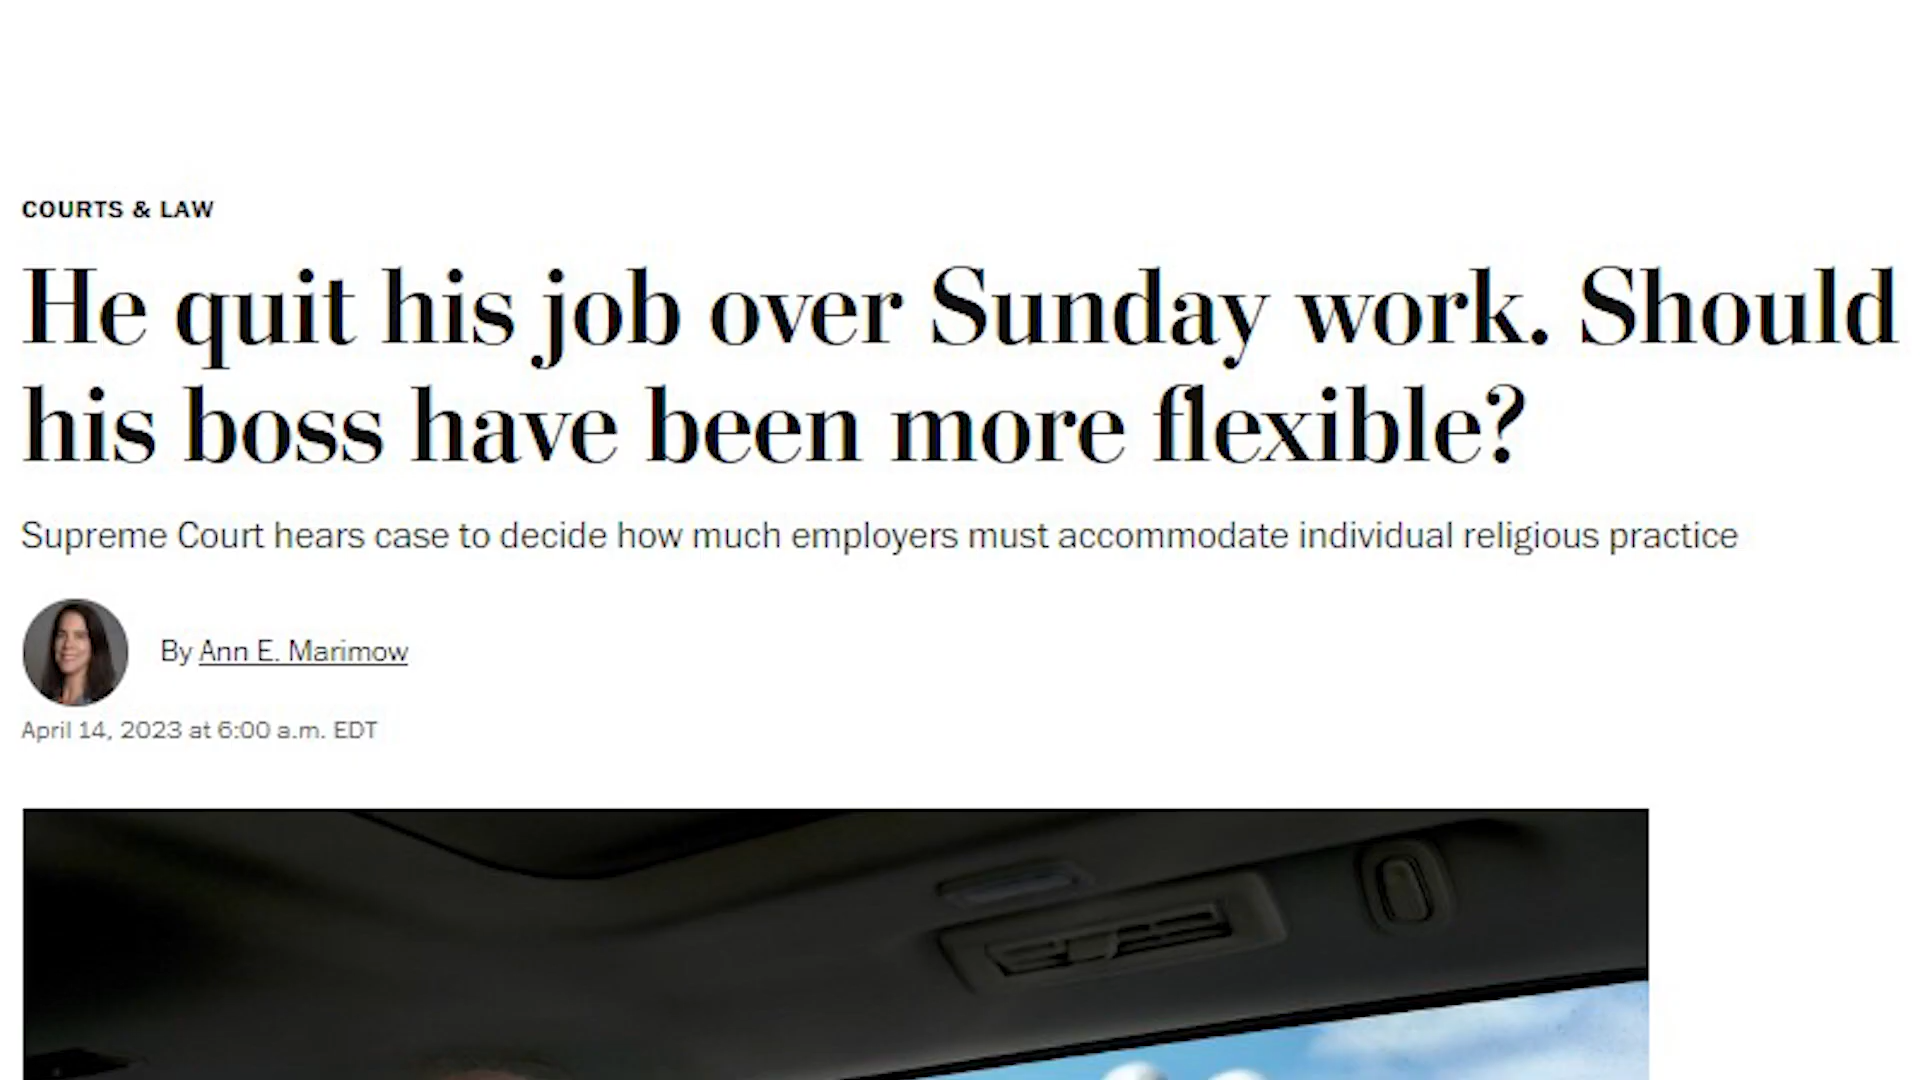 COURTS & LAW
He quit his job over Sunday work. Should
his boss have been more flexible?
Supreme Court hears case to decide how much employers must accommodate individual religious practice
By Ann E. Marimow
April 14, 2023 at 6:00 a.m. EDT